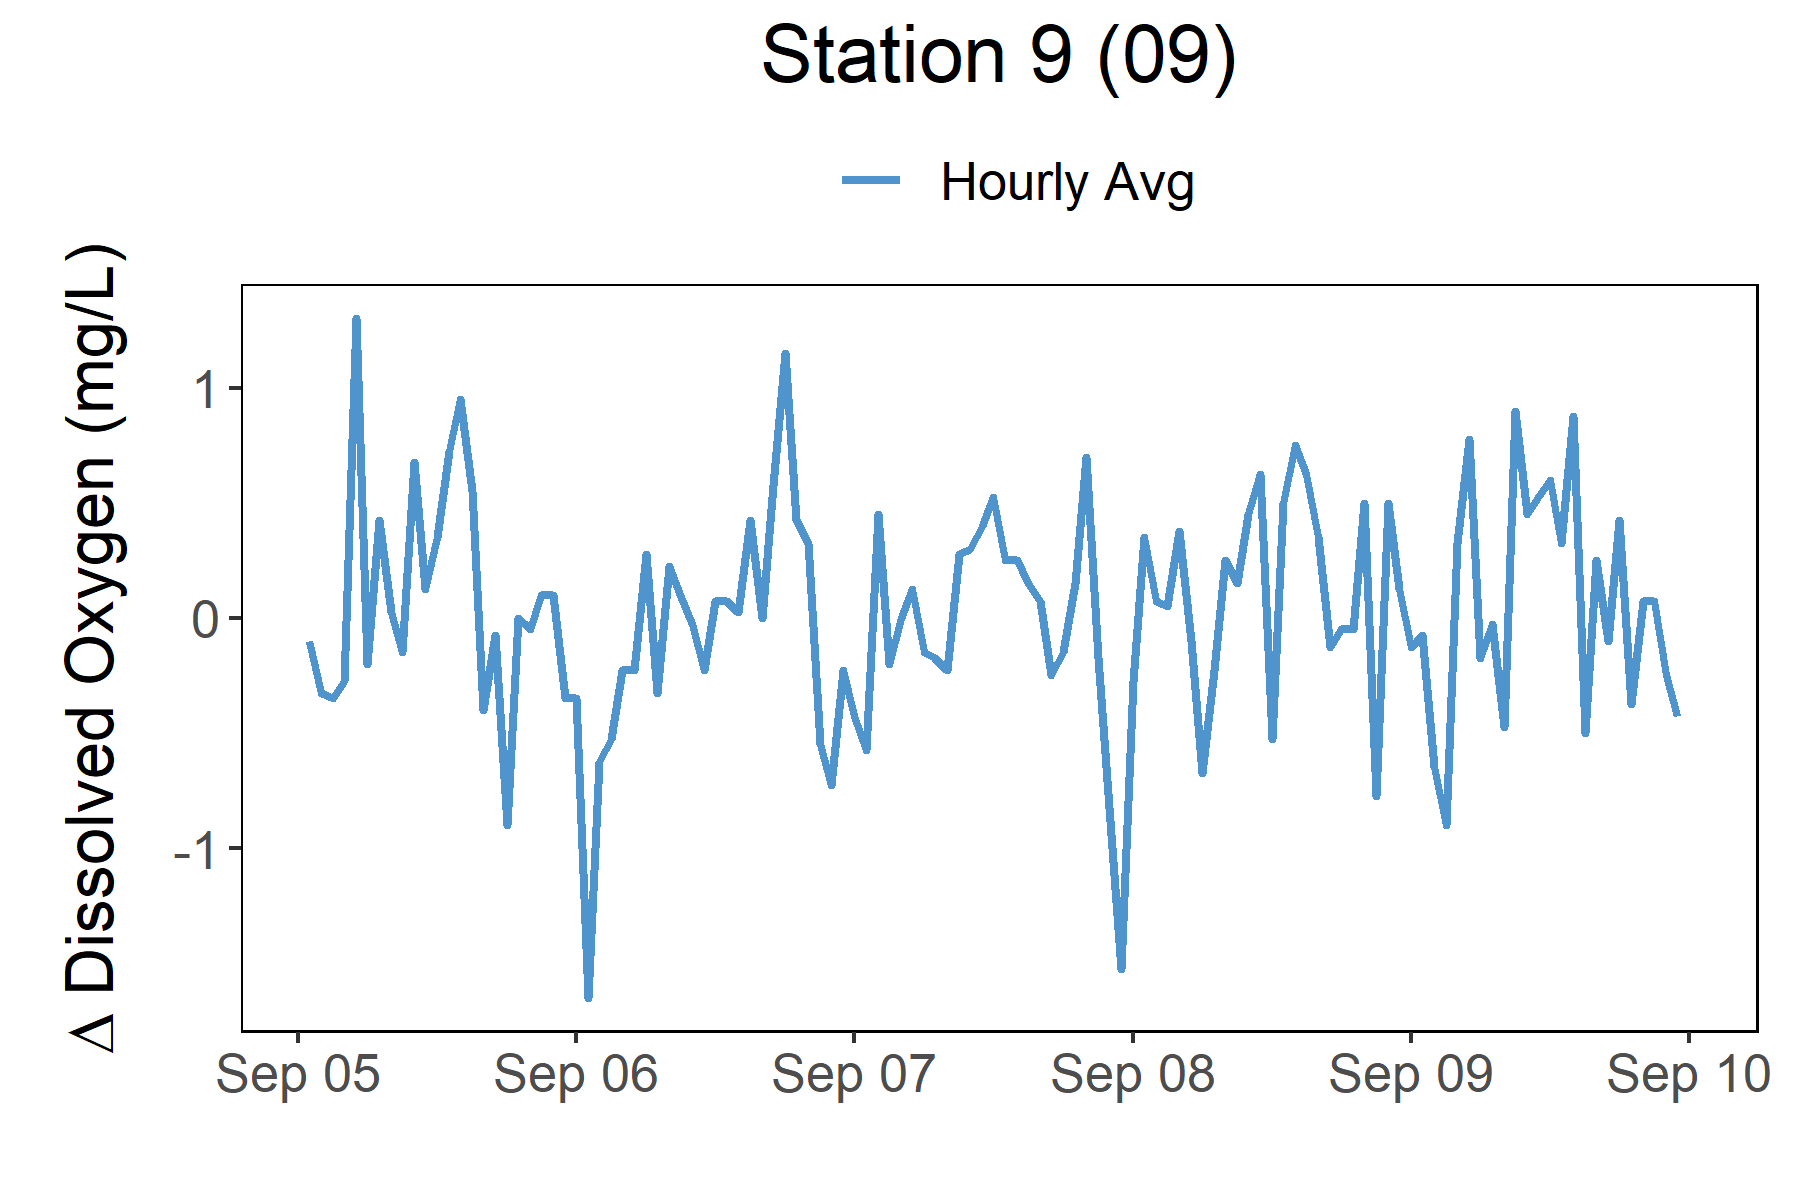 Station 9 (09)
Hourly Avg
Δ Dissolved Oxygen (mg/L)
1
0
-1
Sep 05
Sep 06
Sep 07
Sep 08
Sep 09
Sep 10